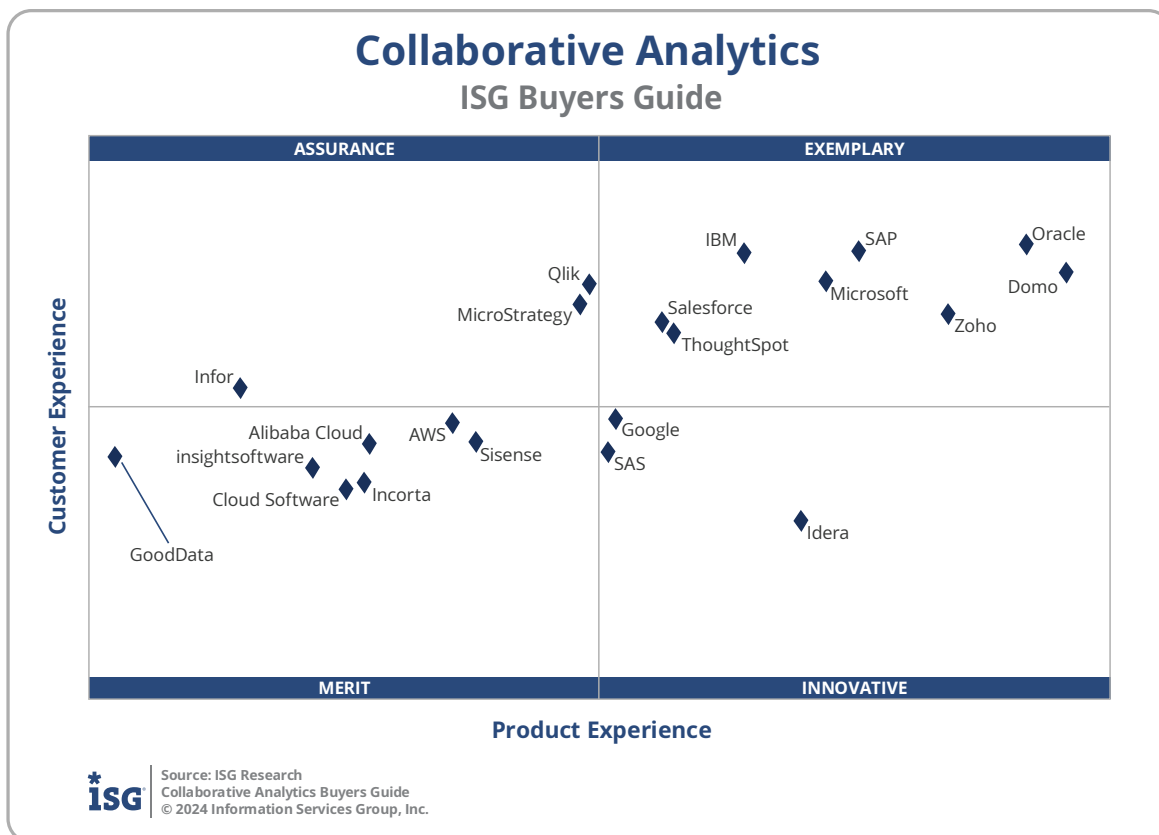 Collaborative Analytics
ISG Buyers Guide
ASSURANCE
EXEMPLARY
IBM
SAP
Oracle
Qlik
Domo
Microsoft
MicroStrategy
Salesforce
Zoho
ThoughtSpot
Infor
Customer Experience
Alibaba Cloud
AWS
Google
insightsoftware
Sisense
SAS
Cloud Software
Incorta
Idera
GoodData
MERIT
INNOVATIVE
Product Experience
ISG
Source: ISG Research
Collaborative Analytics Buyers Guide
© 2024 Information Services Group, Inc.